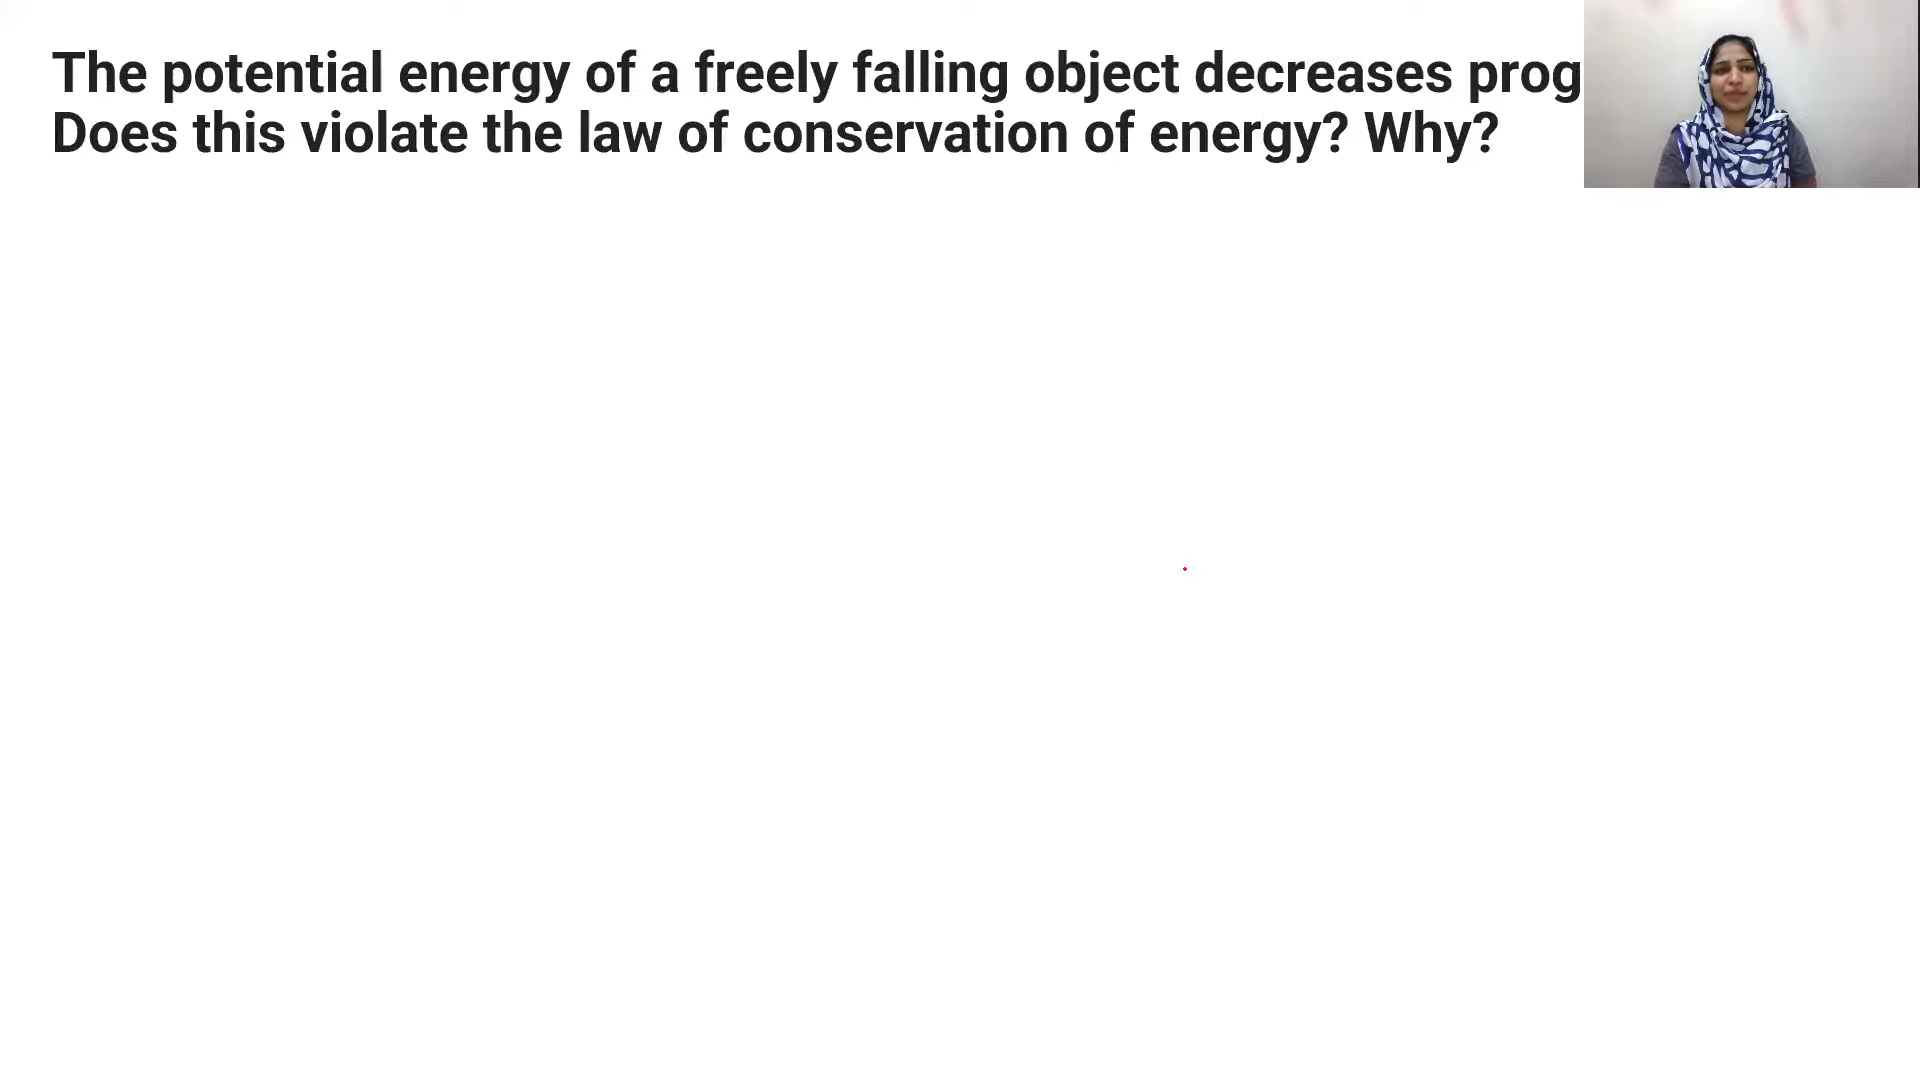 The potential energy of a freely falling object decreases prog
Does this violate the law of conservation of energy? Why?